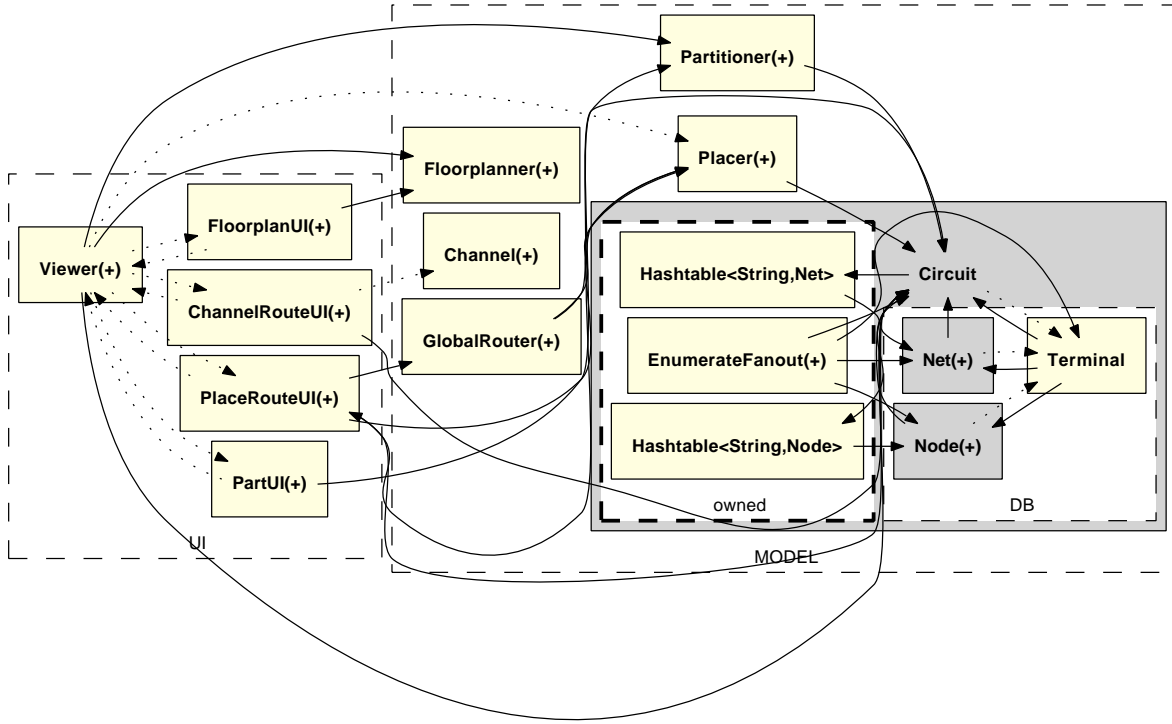 Partitioner(+)
Placer(+)
Floorplanner(+)
FloorplanUI(+)
Viewer(+)
Channel(+)
Hashtable<String,Net>
Circuit
ChannelRouteUI(+)
GlobalRouter(+)
EnumerateFanout(+)
Net(+)
Terminal
PlaceRouteUI(+)
Hashtable<String,Node>
Node(+)
PartUI(+)
owned
DB
UI
MODEL